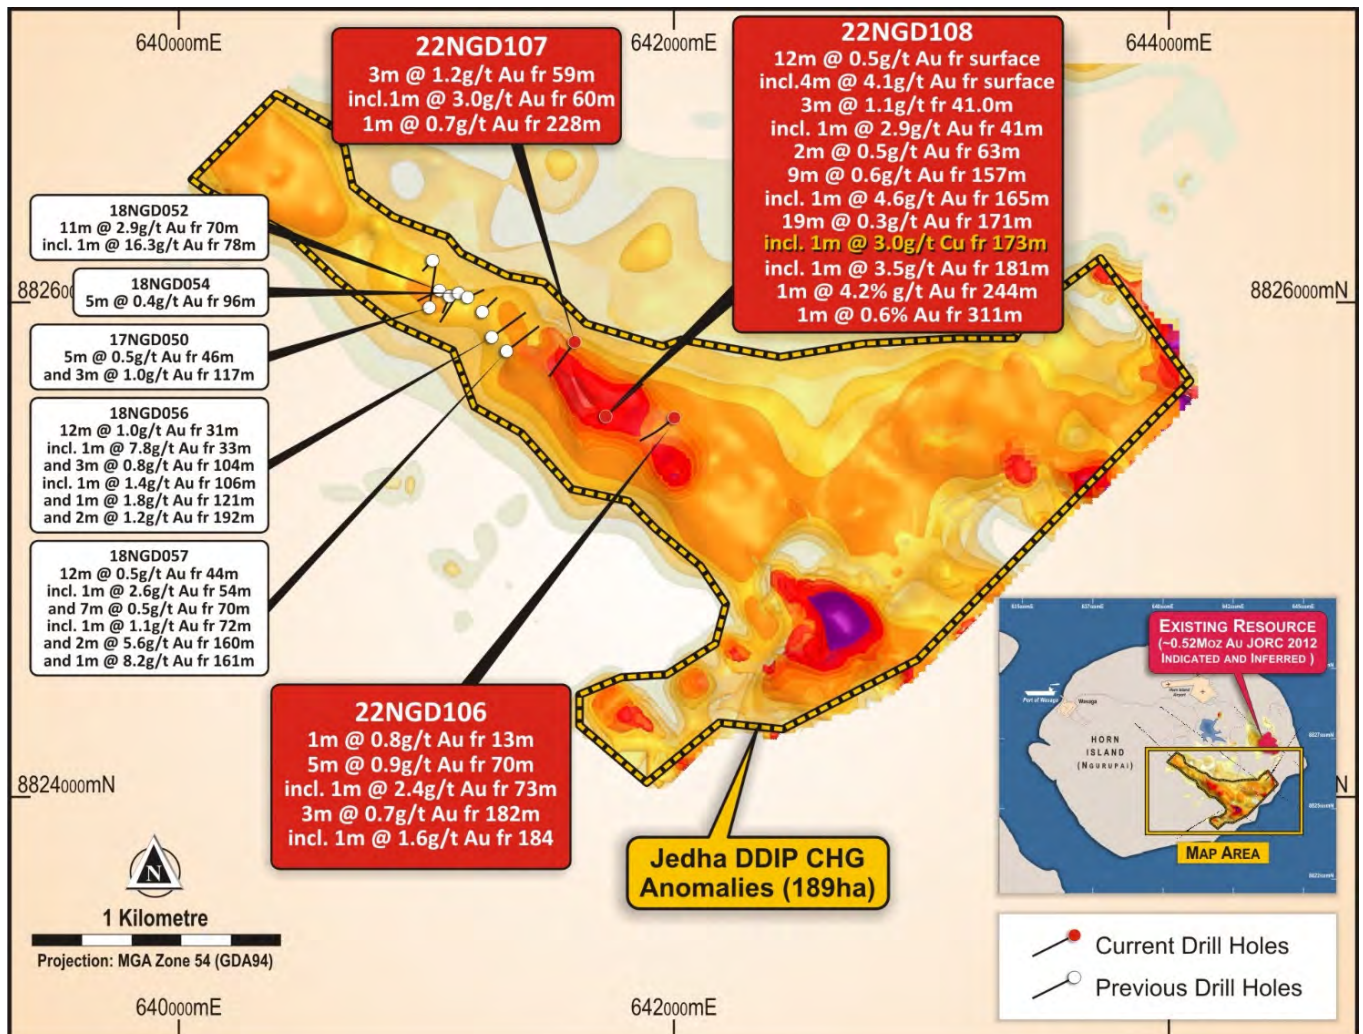 640000mE
642000mE
644000mE
22NGD107
3m @ 1.2g/t Au fr 59m
incl.1m @ 3.0g/t Au fr 60m
1m @ 0.7g/t Au fr 228m
22NGD108
12m @ 0.5g/t Au fr surface
incl.4m @ 4.1g/t Au fr surface
3m @ 1.1g/t fr 41.0m
incl. 1m @ 2.9g/t Au fr 41m
2m @ 0.5g/t Au fr 63m
9m @ 0.6g/t Au fr 157m
incl. 1m @ 4.6g/t Au fr 165m
19m @ 0.3g/t Au fr 171m
incl. 1m @ 3.0g/t Cu fr 173m
incl. 1m @ 3.5g/t Au fr 181m
1m @ 4.2% g/t Au fr 244m
1m @ 0.6% Au fr 311m
18NGD052
11m @ 2.9g/t Au fr 70m
incl. 1m @ 16.3g/t Au fr 78m
88260
8826000mN
18NGD054
5m @ 0.4g/t Au fr 96m
17NGD050
5m @ 0.5g/t Au fr 46m
and 3m @ 1.0g/t Au fr 117m
18NGD056
12m @ 1.0g/t Au fr 31m
incl. 1m @ 7.8g/t Au fr 33m
and 3m @ 0.8g/t Au fr 104m
incl. 1m @ 1.4g/t Au fr 106m
and 1m @ 1.8g/t Au fr 121m
and 2m @ 1.2g/t Au fr 192m
18NGD057
12m @ 0.5g/t Au fr 44m
incl. 1m @ 2.6g/t Au fr 54m
and 7m @ 0.5g/t Au fr 70m
incl. 1m @ 1.1g/t Au fr 72m
and 2m @ 5.6g/t Au fr 160m
and 1m @ 8.2g/t Au fr 161m
22NGD106
1m @ 0.8g/t Au fr 13m
5m @ 0.9g/t Au fr 70m
incl. 1m @ 2.4g/t Au fr 73m
3m @ 0.7g/t Au fr 182m
incl. 1m @ 1.6g/t Au fr 184
8824000mN
N
Jedha DDIP CHG
Anomalies (189ha)
EXISTING RESOURCE
(~0.52MOZ AU JORC 2012
INDICATED AND INFERRED )
Port of Wasaga
Wasaga
Horn Island
Airport
HORN
ISLAND
(NGURUPAI)
8827000mN
MAP AREA
N
1 Kilometre
Projection: MGA Zone 54 (GDA94)
Current Drill Holes
Previous Drill Holes
640000mE
642000mE